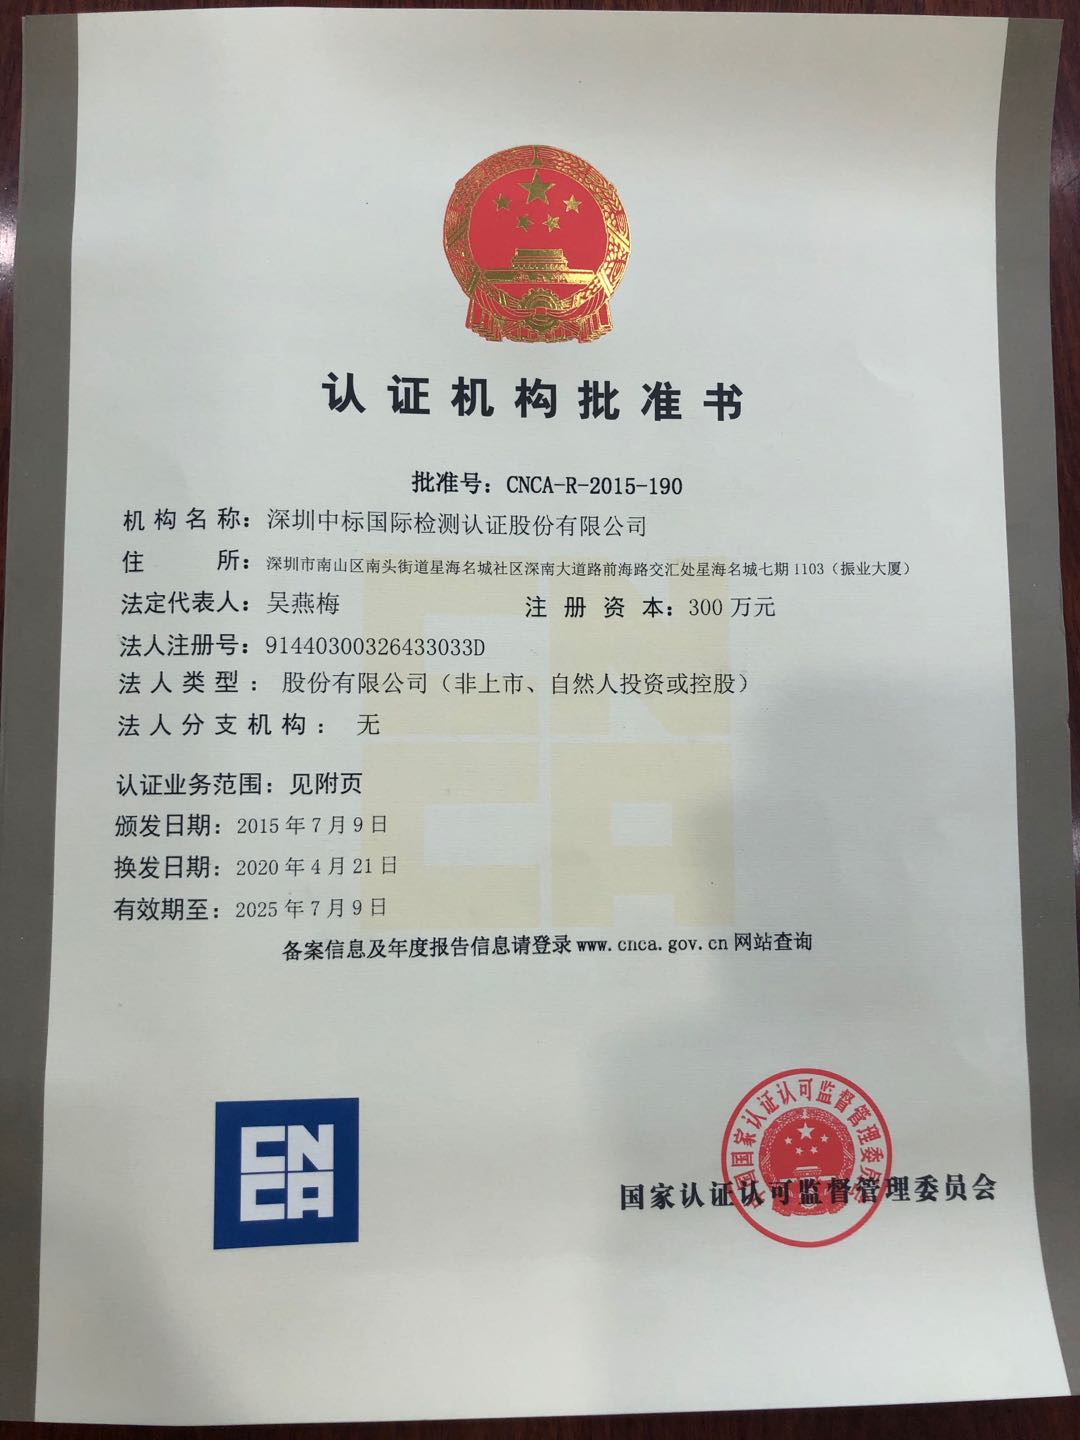 认证机构批准书
批准号：CNCA-R-2015-190
机构名称：深圳中标国际检测认证股份有限公司
住 所：深圳市南山区南头街道星海名城社区深南大道路前海路交汇处星海名城七期1103（振业大厦）
法定代表人：吴燕梅 注册资本：300万元
法人注册号：91440300326433033D
法人类型：股份有限公司（非上市、自然人投资或控股）
法人分支机构：无
认证业务范围：见附页
颁发日期：2015年7月9日
换发日期：2020年4月21日
有效期至：2025年7月9日
备案信息及年度报告信息请登录www.cnca.gov.cn网站查询
CN
CA
中国国家认证认可监督管理委员会
国家认证认可监督管理委员会